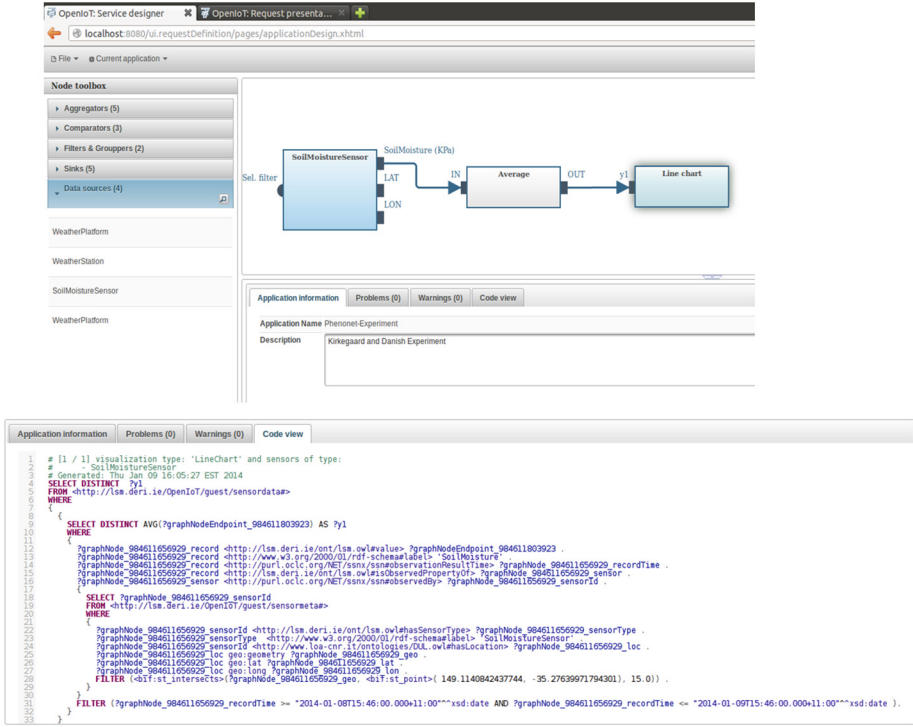 OpenIoT: Service designer
OpenIoT: Request presenta...
localhost:8080/ui.requestDefinition/pages/applicationDesign.xhtml
File
Current application
Node toolbox
Aggregators (5)
Comparators (3)
Filters & Grouppers (2)
Sinks (5)
Data sources (4)
WeatherPlatform
WeatherStation
SoilMoistureSensor
WeatherPlatform
Sel. filter
SoilMoistureSensor
SoilMoisture (KPa)
LAT
LON
IN
Average
OUT
y1
Line chart
Application information
Problems (0)
Warnings (0)
Code view
Application Name Phenonet-Experiment
Description
Kirkegaard and Danish Experiment
Application information
Problems (0)
Warnings (0)
Code view
1 # [1 / 1] visualization type: 'LineChart' and sensors of type:
2 # - SoilMoistureSensor
3 # Generated: Thu Jan 09 16:05:27 EST 2014
4 SELECT DISTINCT ?y1
5 FROM <http://lsm.deri.ie/OpenIoT/guest/sensordata#>
6 WHERE
7 {
8 {
9 SELECT DISTINCT AVG(?graphNodeEndpoint_984611803923) AS ?y1
10 WHERE
11 {
12 ?graphNode_984611656929_record <http://lsm.deri.ie/ont/lsm.owl#value> ?graphNodeEndpoint_984611803923 .
13 ?graphNode_984611656929_record <http://www.w3.org/2000/01/rdf-schema#label> 'SoilMoisture' .
14 ?graphNode_984611656929_record <http://purl.oclc.org/NET/ssnx/ssn#observationResultTime> ?graphNode_984611656929_recordTime .
15 ?graphNode_984611656929_record <http://lsm.deri.ie/ont/lsm.owl#isObservedPropertyOf> ?graphNode_984611656929_sensor .
16 ?graphNode_984611656929_sensor <http://purl.oclc.org/NET/ssnx/ssn#observedBy> ?graphNode_984611656929_sensorId .
17 {
18 SELECT ?graphNode_984611656929_sensorId
19 FROM <http://lsm.deri.ie/OpenIoT/guest/sensormeta#>
20 WHERE
21 {
22 ?graphNode_984611656929_sensorId <http://lsm.deri.ie/ont/lsm.owl#hasSensorType> ?graphNode_984611656929_sensorType .
23 ?graphNode_984611656929_sensorType <http://www.w3.org/2000/01/rdf-schema#label> 'SoilMoistureSensor' .
24 ?graphNode_984611656929_sensorId <http://www.loa-cnr.it/ontologies/DUL.owl#hasLocation> ?graphNode_984611656929_loc .
25 ?graphNode_984611656929_loc geo:geometry ?graphNode_984611656929_geo .
26 ?graphNode_984611656929_loc geo:lat ?graphNode_984611656929_lat .
27 ?graphNode_984611656929_loc geo:long ?graphNode_984611656929_lon .
28 FILTER (<bif:st_intersects>(?graphNode_984611656929_geo, <bif:st_point>( 149.1140842437744, -35.27639971794301), 15.0)) .
29 }
30 }
31 FILTER (?graphNode_984611656929_recordTime >= "2014-01-08T15:46:00.000+11:00"^^xsd:date AND ?graphNode_984611656929_recordTime <= "2014-01-09T15:46:00.000+11:00"^^xsd:date ).
32 }
33 }